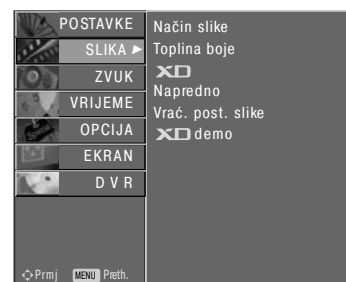 POSTAVKE
SLIKA
ZVUK
VRIJEME
OPCIJA
EKRAN
DVR
Način slike
Toplina boje
XD
Napredno
Vrać. post. slike
XD demo
Prmj MENU Preth.